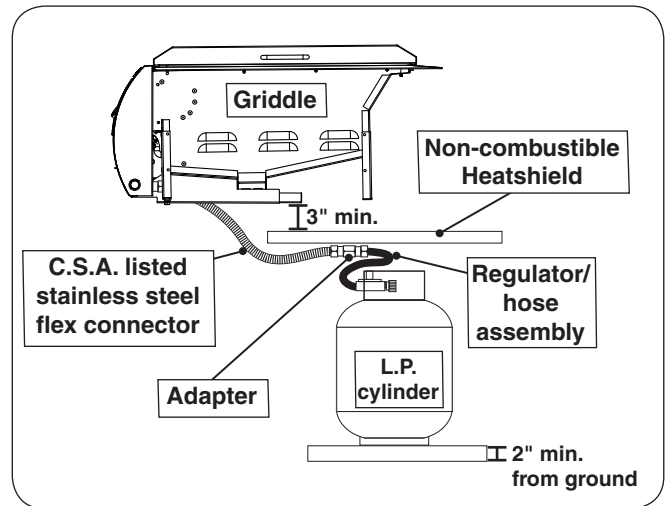 Griddle
Non-combustible
Heatshield
3" min.
C.S.A. listed
stainless steel
flex connector
Regulator/
hose
assembly
Adapter
L.P.
cylinder
2" min.
from ground